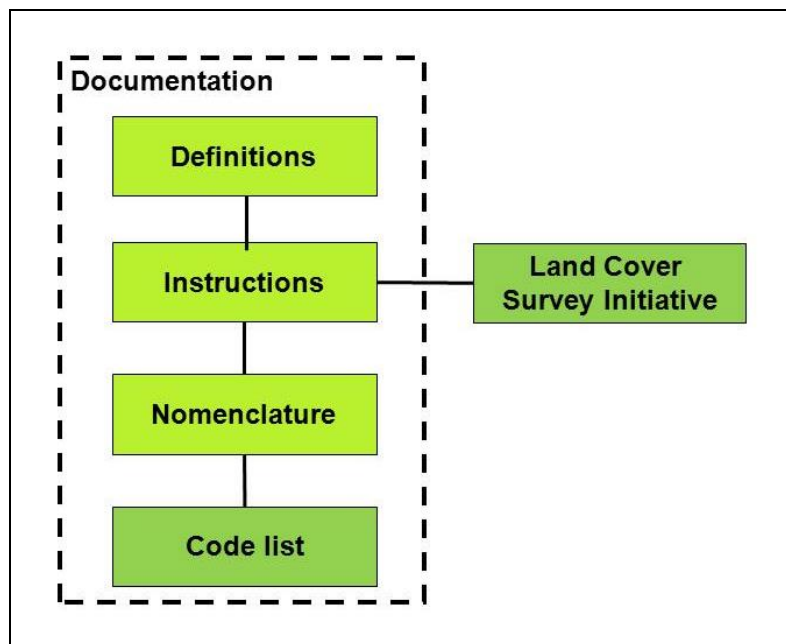 Documentation
Definitions
Instructions
Land Cover
Survey Initiative
Nomenclature
Code list